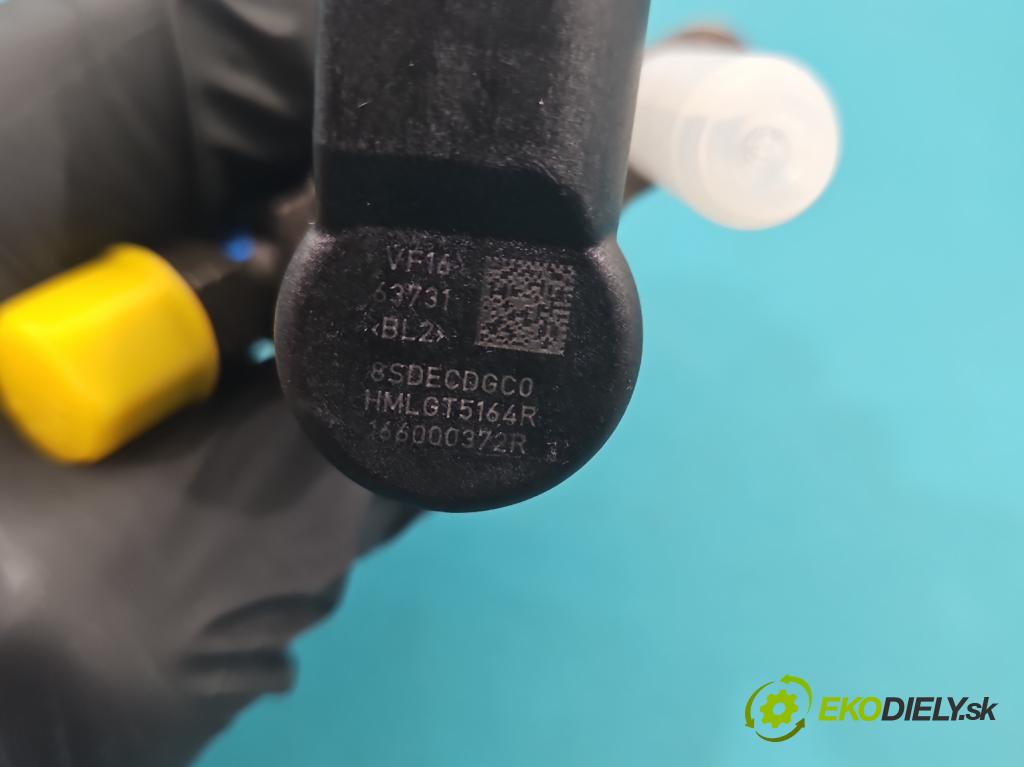 VF16
63731
<BL2>
8SDECDGC0
HMLGT5164R
166000372R
EKODIELY.sk